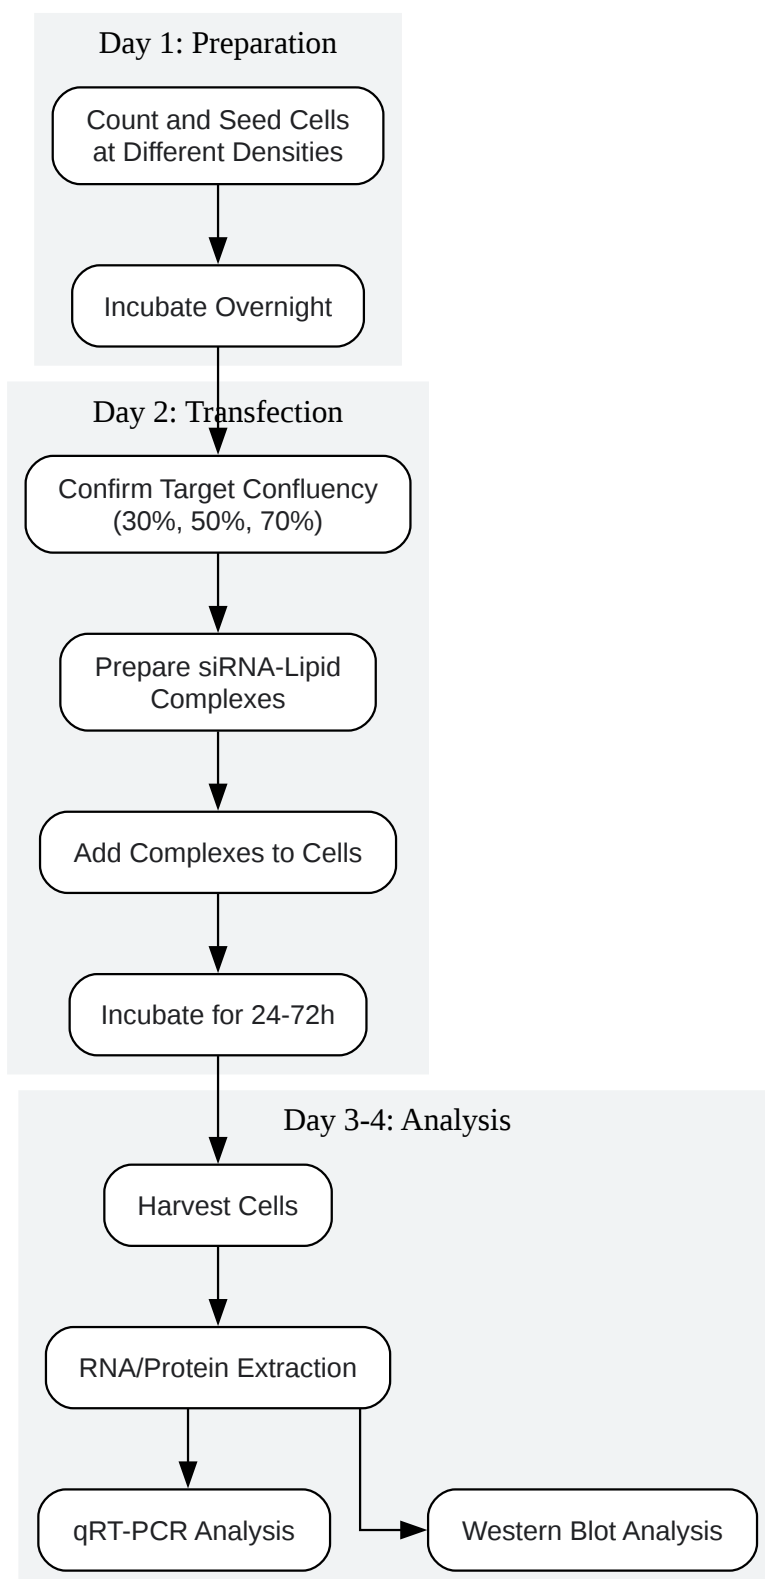 Day 1: Preparation
Count and Seed Cells
at Different Densities
Incubate Overnight
Day 2: Transfection
Confirm Target Confluency
(30%, 50%, 70%)
Prepare siRNA-Lipid
Complexes
Add Complexes to Cells
Incubate for 24-72h
Day 3-4: Analysis
Harvest Cells
RNA/Protein Extraction
qRT-PCR Analysis
Western Blot Analysis